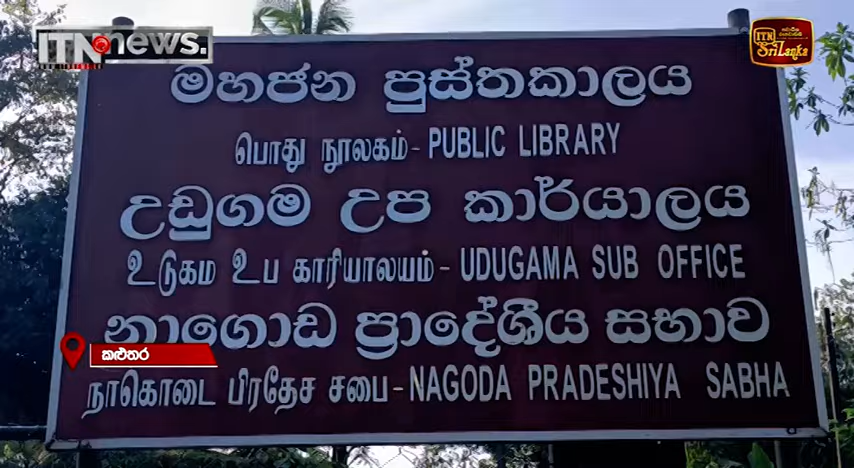 ITN news.
ITN
Sri Lanka
මහජන පුස්තකාලය
பொது நூலகம் - PUBLIC LIBRARY
උඩුගම උප කාර්යාලය
உடுகம உப காரியாலயம் - UDUGAMA SUB OFFICE
නාගොඩ ප්‍රාදේශීය සභාව
කළුතර
நாகொடை பிரதேச சபை - NAGODA PRADESHIYA SABHA